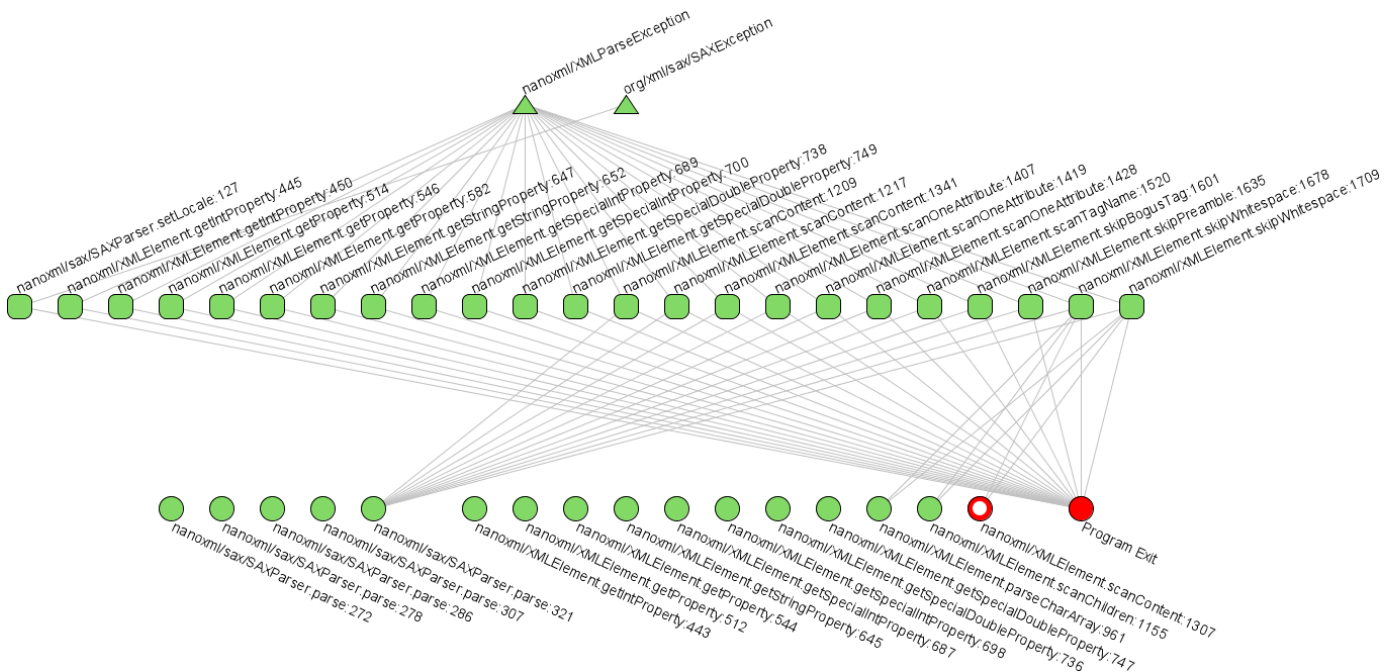 nanoxml/XMLParseException
org/xml/sax/SAXException
nanoxml/sax/SAXParser.setLocale:127
nanoxml/XMLElement.getIntProperty:445
nanoxml/XMLElement.getIntProperty:450
nanoxml/XMLElement.getProperty:514
nanoxml/XMLElement.getProperty:546
nanoxml/XMLElement.getProperty:582
nanoxml/XMLElement.getStringProperty:647
nanoxml/XMLElement.getStringProperty:652
nanoxml/XMLElement.getSpecialIntProperty:689
nanoxml/XMLElement.getSpecialIntProperty:700
nanoxml/XMLElement.getSpecialDoubleProperty:738
nanoxml/XMLElement.getSpecialDoubleProperty:749
nanoxml/XMLElement.scanContent:1209
nanoxml/XMLElement.scanContent:1217
nanoxml/XMLElement.scanContent:1341
nanoxml/XMLElement.scanOneAttribute:1407
nanoxml/XMLElement.scanOneAttribute:1419
nanoxml/XMLElement.scanOneAttribute:1428
nanoxml/XMLElement.scanTagName:1520
nanoxml/XMLElement.skipBogusTag:1601
nanoxml/XMLElement.skipPreamble:1635
nanoxml/XMLElement.skipWhitespace:1678
nanoxml/XMLElement.skipWhitespace:1709
nanoxml/sax/SAXParser.parse:272
nanoxml/sax/SAXParser.parse:278
nanoxml/sax/SAXParser.parse:286
nanoxml/sax/SAXParser.parse:307
nanoxml/sax/SAXParser.parse:321
nanoxml/XMLElement.getIntProperty:443
nanoxml/XMLElement.getProperty:512
nanoxml/XMLElement.getProperty:544
nanoxml/XMLElement.getStringProperty:645
nanoxml/XMLElement.getSpecialIntProperty:687
nanoxml/XMLElement.getSpecialIntProperty:698
nanoxml/XMLElement.getSpecialDoubleProperty:736
nanoxml/XMLElement.getSpecialDoubleProperty:747
nanoxml/XMLElement.parseCharArray:961
nanoxml/XMLElement.scanChildren:1155
nanoxml/XMLElement.scanContent:1307
Program Exit